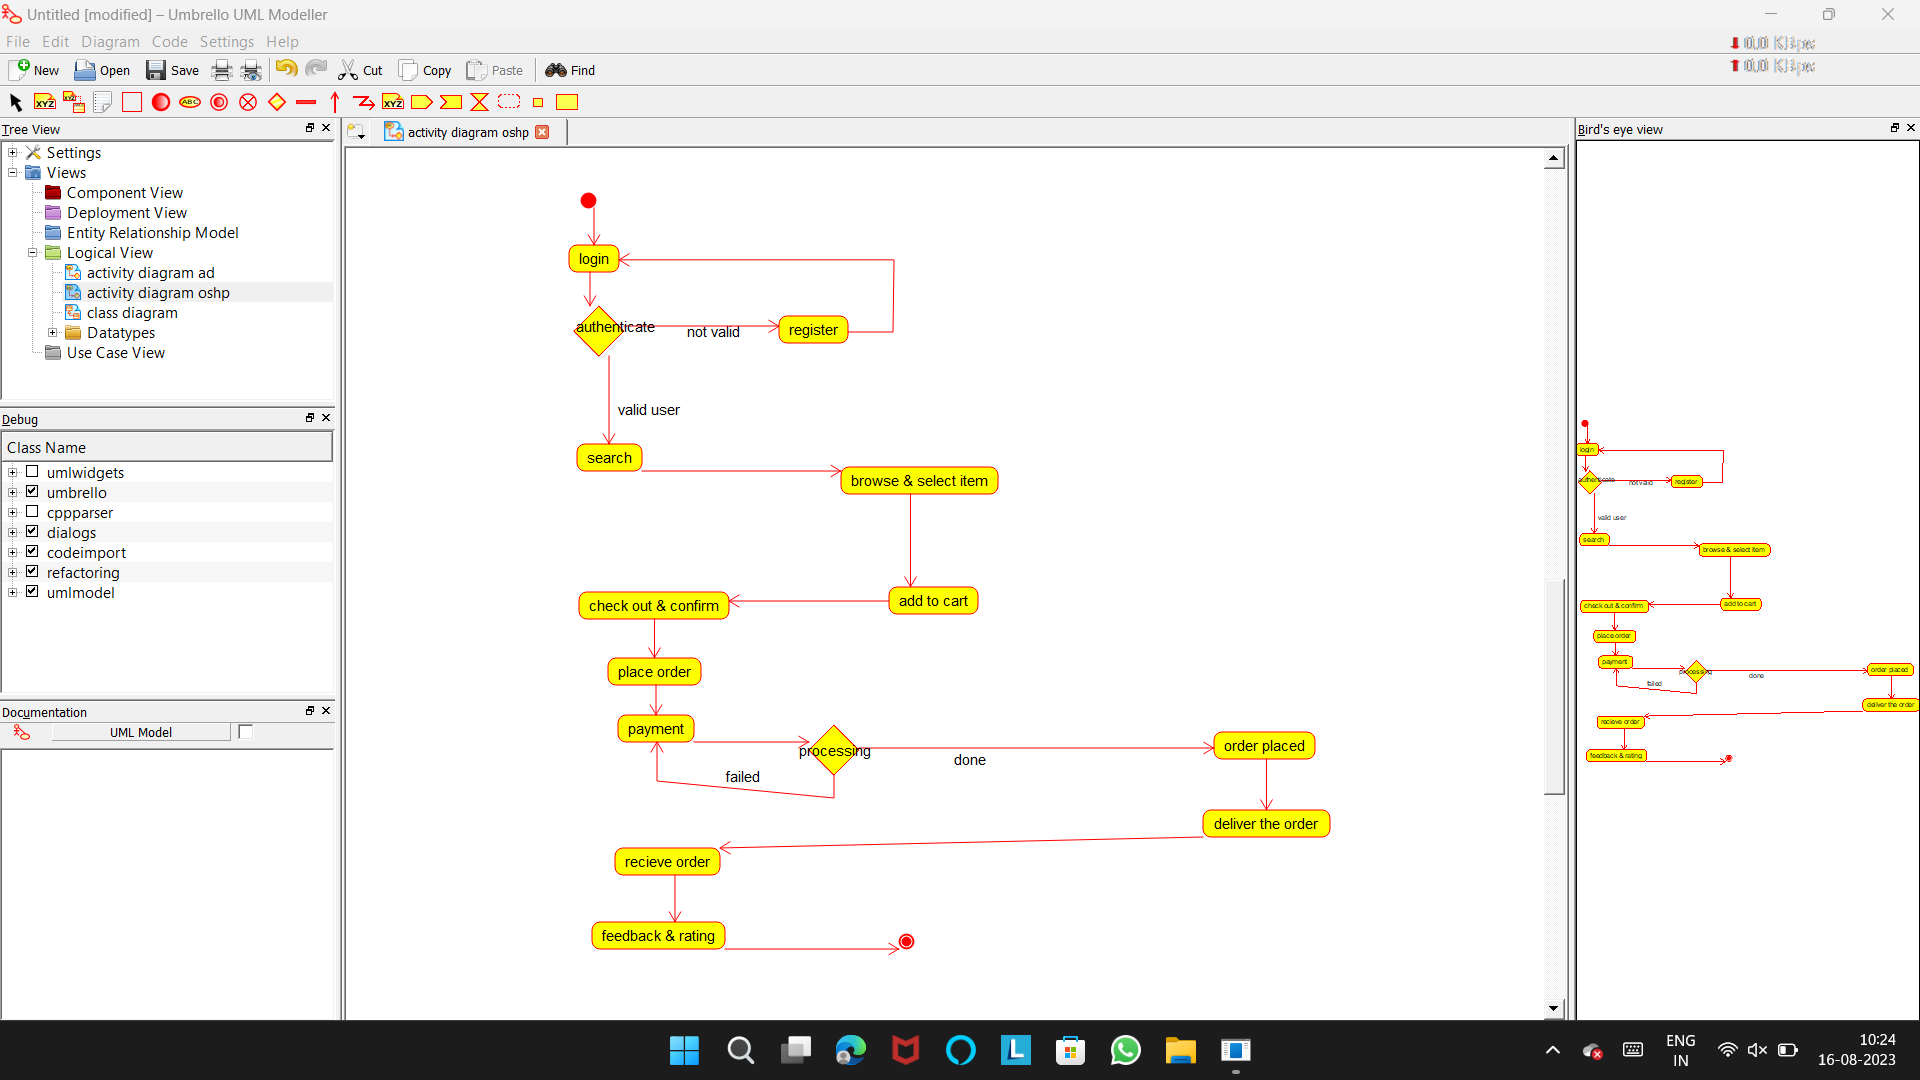 Untitled [modified] – Umbrello UML Modeller
File Edit Diagram Code Settings Help
0.0 KBps
0.0 KBps
New Open Save Cut Copy Paste Find
XYZ XYZ ABC XYZ
Tree View
activity diagram oshp
Bird's eye view
Settings
Views
Component View
Deployment View
Entity Relationship Model
Logical View
activity diagram ad
activity diagram oshp
class diagram
Datatypes
Use Case View
Debug
Class Name
umlwidgets
umbrello
cppparser
dialogs
codeimport
refactoring
umlmodel
Documentation
UML Model
login
authenticate
not valid
register
valid user
search
browse & select item
add to cart
check out & confirm
place order
payment
processing
failed
done
order placed
deliver the order
recieve order
feedback & rating
login
authenticate
not valid
register
valid user
search
browse & select item
add to cart
check out & confirm
place order
payment
processing
failed
done
order placed
deliver the order
recieve order
feedback & rating
L
ENG
IN
10:24
16-08-2023